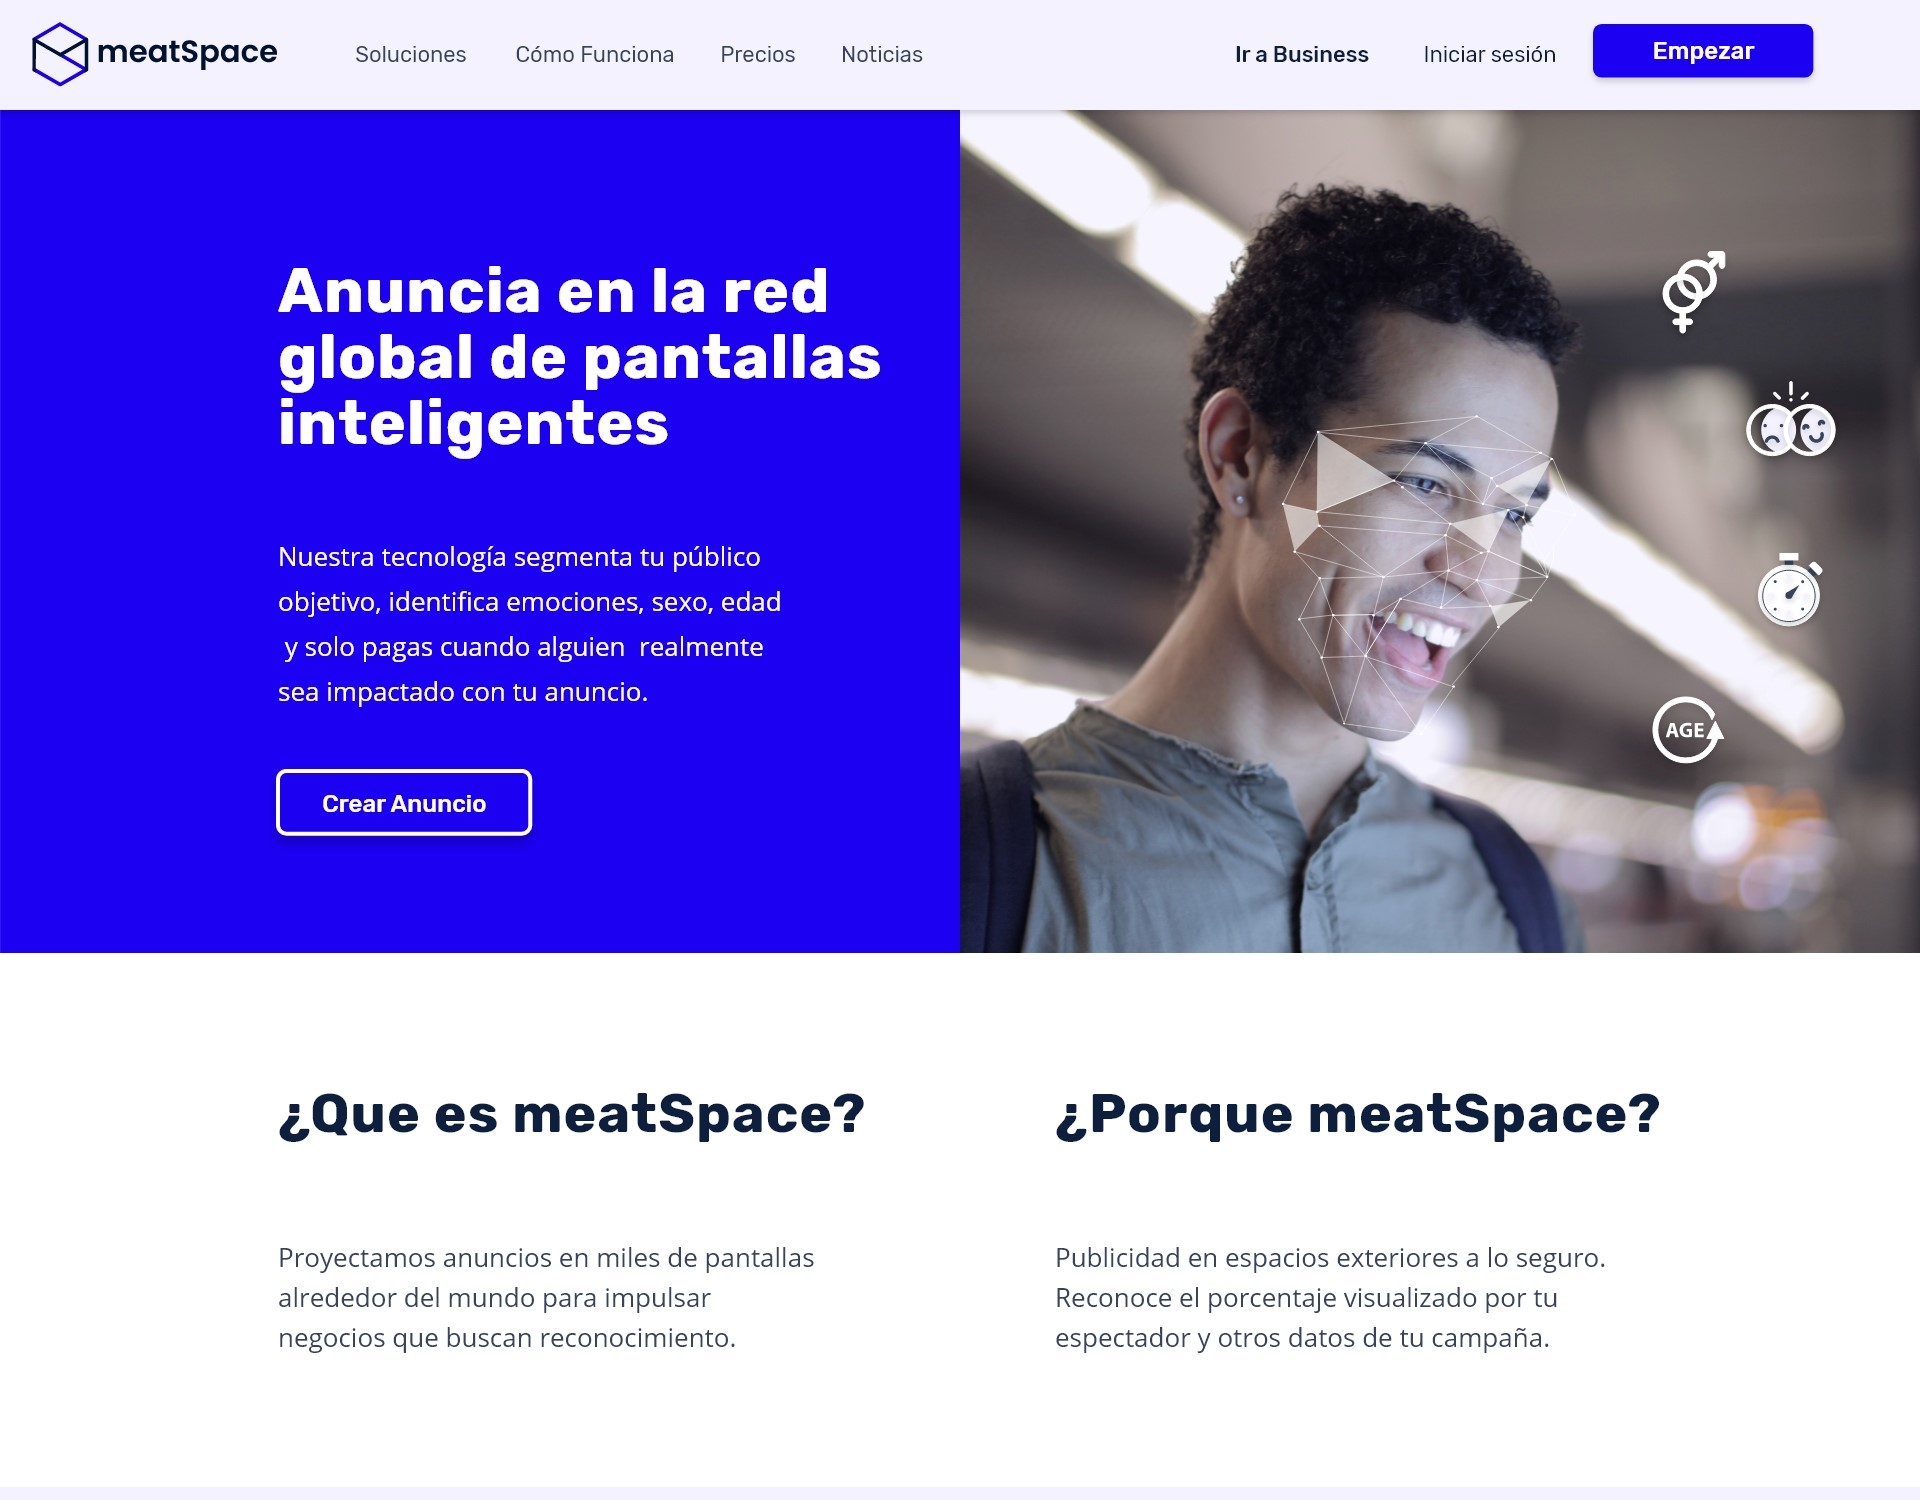 meatSpace
Soluciones
Cómo Funciona
Precios
Noticias
Ir a Business
Iniciar sesión
Empezar
Anuncia en la red
global de pantallas
inteligentes
Nuestra tecnología segmenta tu público
objetivo, identifica emociones, sexo, edad
y solo pagas cuando alguien realmente
sea impactado con tu anuncio.
Crear Anuncio
AGE
¿Que es meatSpace?
Proyectamos anuncios en miles de pantallas
alrededor del mundo para impulsar
negocios que buscan reconocimiento.
¿Porque meatSpace?
Publicidad en espacios exteriores a lo seguro.
Reconoce el porcentaje visualizado por tu
espectador y otros datos de tu campaña.